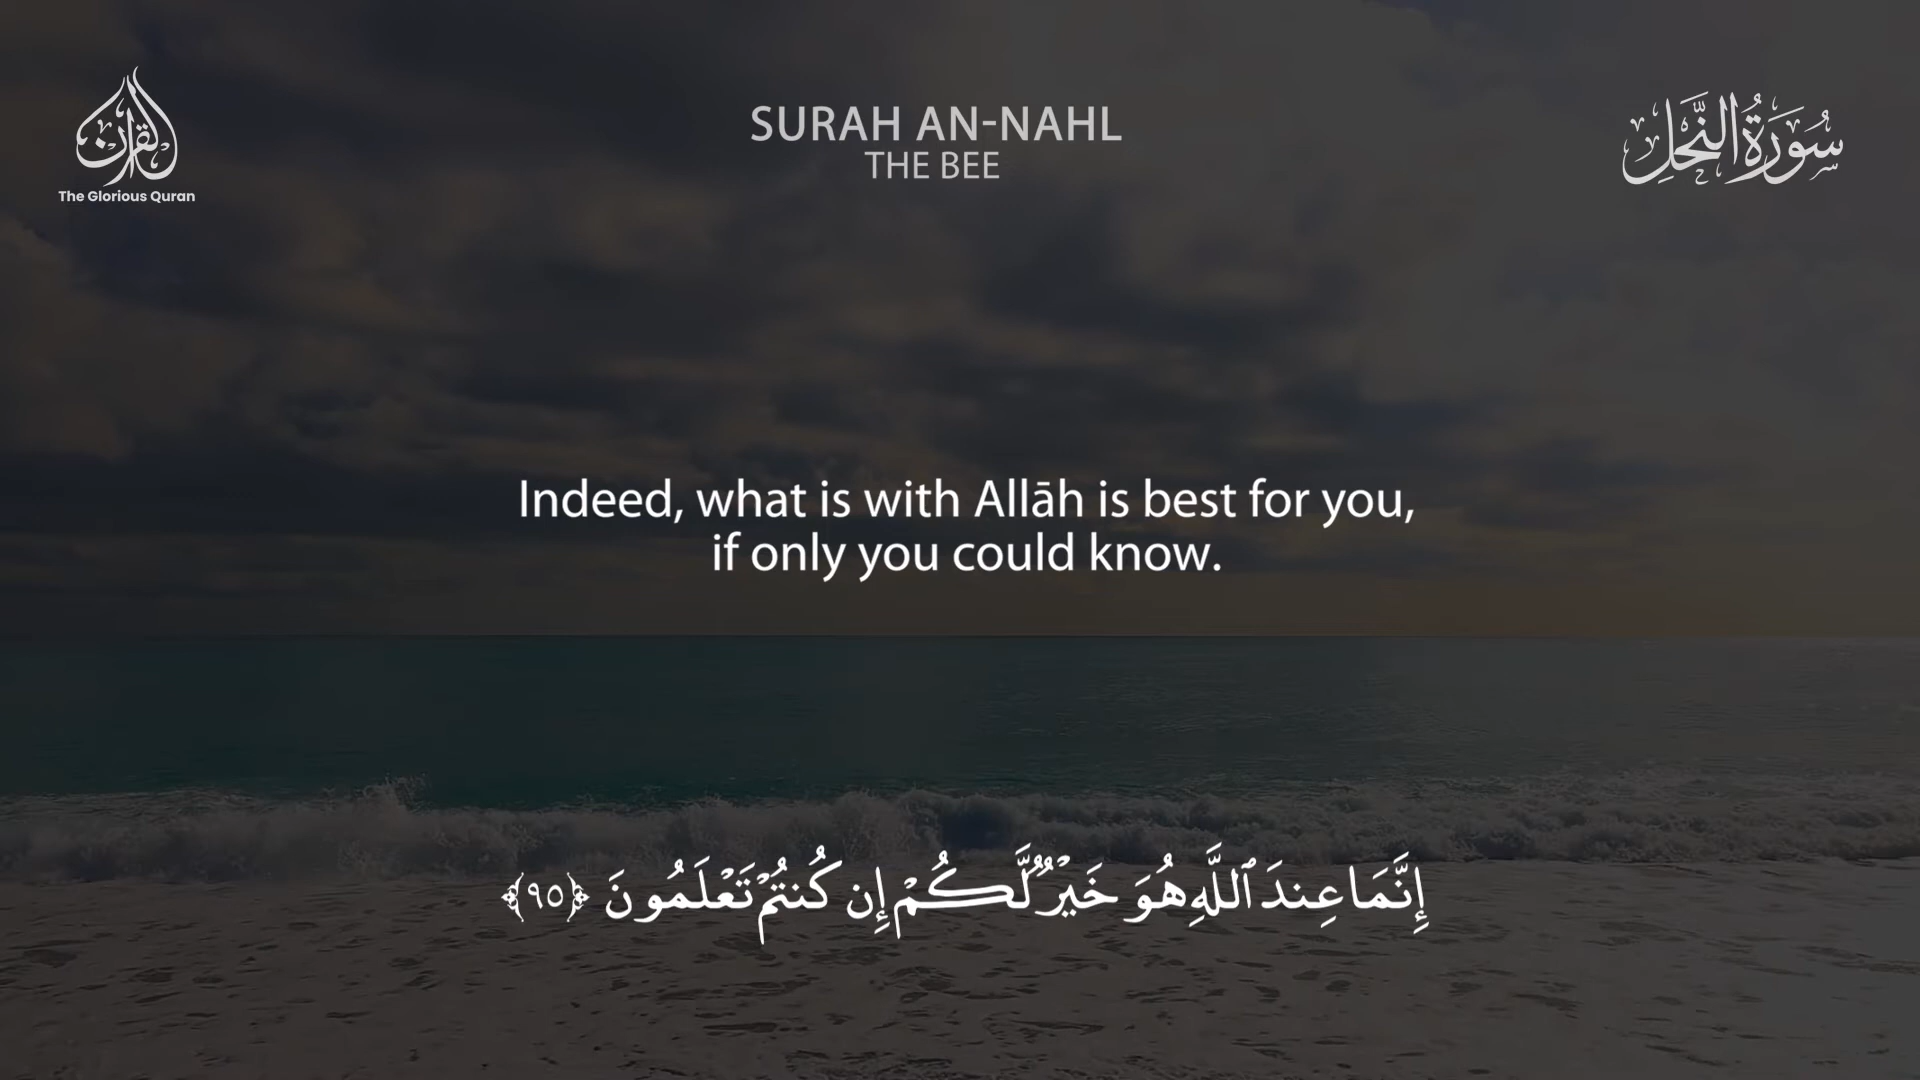 القرآن
The Glorious Quran
SURAH AN-NAHL
THE BEE
سُورَةُ النَّحْلِ
Indeed, what is with Allāh is best for you,
if only you could know.
إِنَّمَا عِندَ ٱللَّهِ هُوَ خَيْرٌ لَّكُمْ إِن كُنتُمْ تَعْلَمُونَ ﴿٩٥﴾